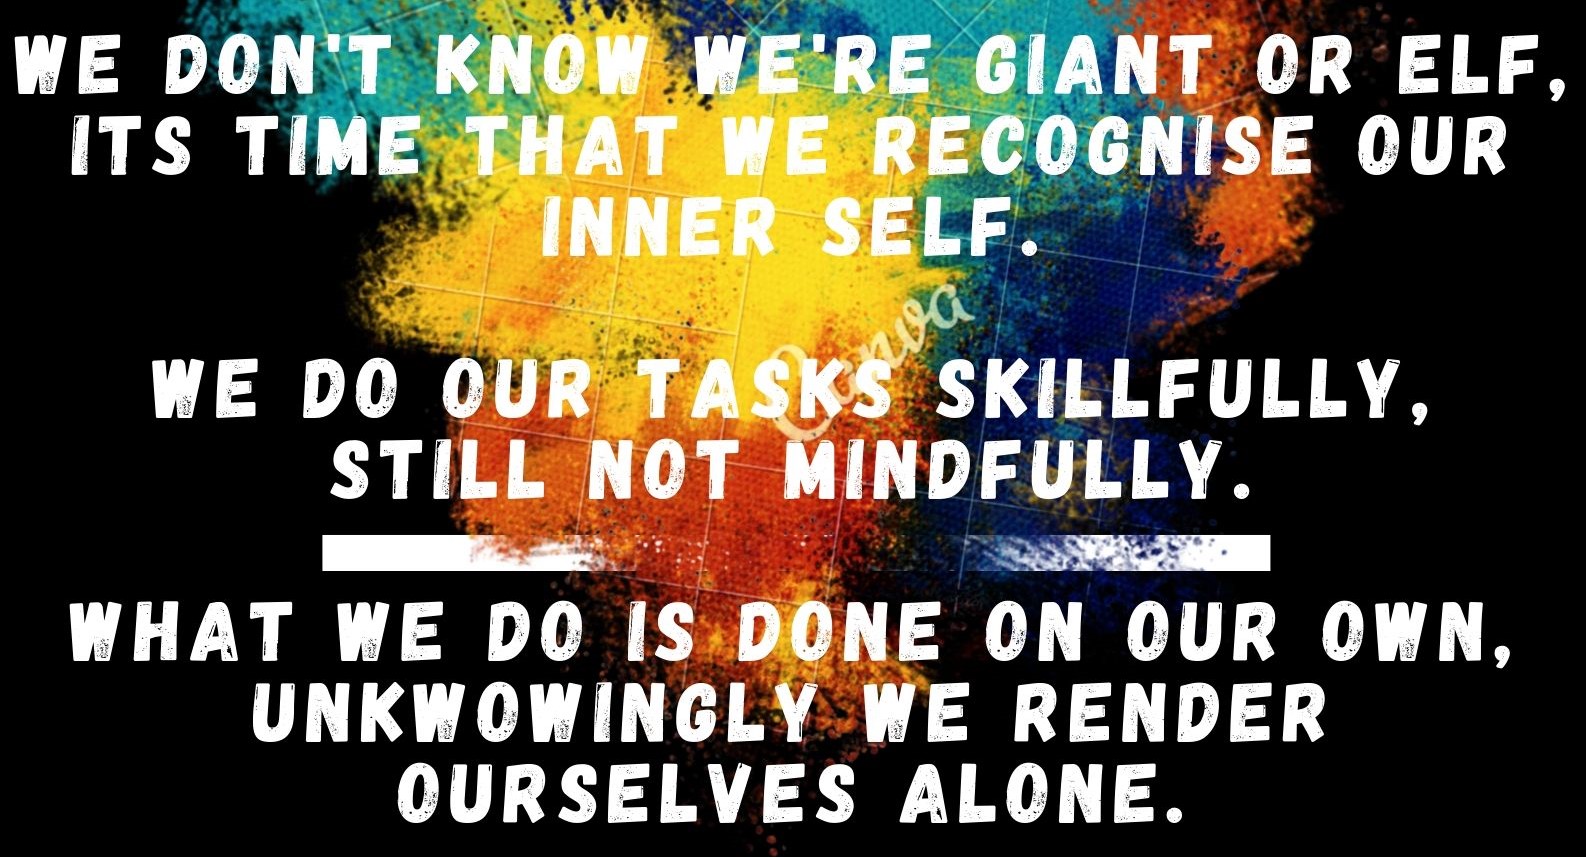 WE DON'T KNOW WE'RE GIANT OR ELF,
ITS TIME THAT WE RECOGNISE OUR
INNER SELF.
Canva
WE DO OUR TASKS SKILLFULLY,
STILL NOT MINDFULLY.
WHAT WE DO IS DONE ON OUR OWN,
UNKWOWINGLY WE RENDER
OURSELVES ALONE.